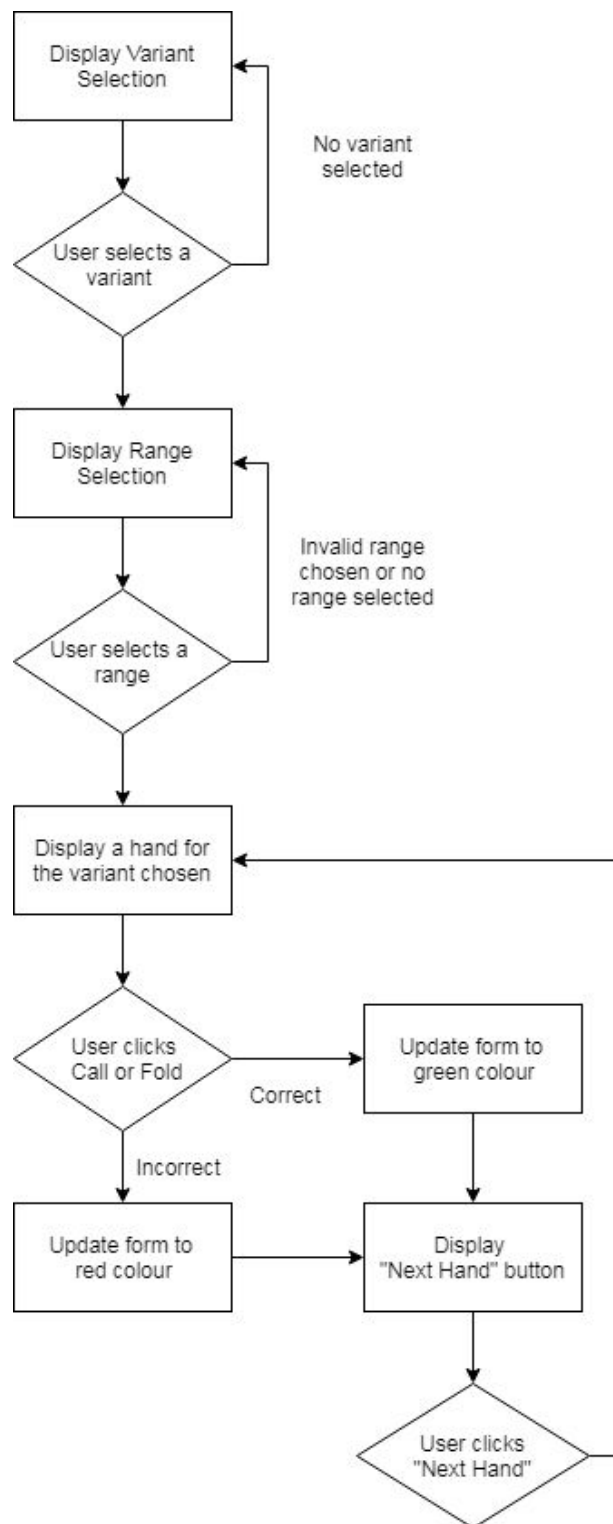 Display Variant
Selection
No variant
selected
User selects a
variant
Display Range
Selection
Invalid range
chosen or no
range selected
User selects a
range
Display a hand for
the variant chosen
User clicks
Call or Fold
Correct
Update form to
green colour
Incorrect
Update form to
red colour
Display
"Next Hand" button
User clicks
"Next Hand"